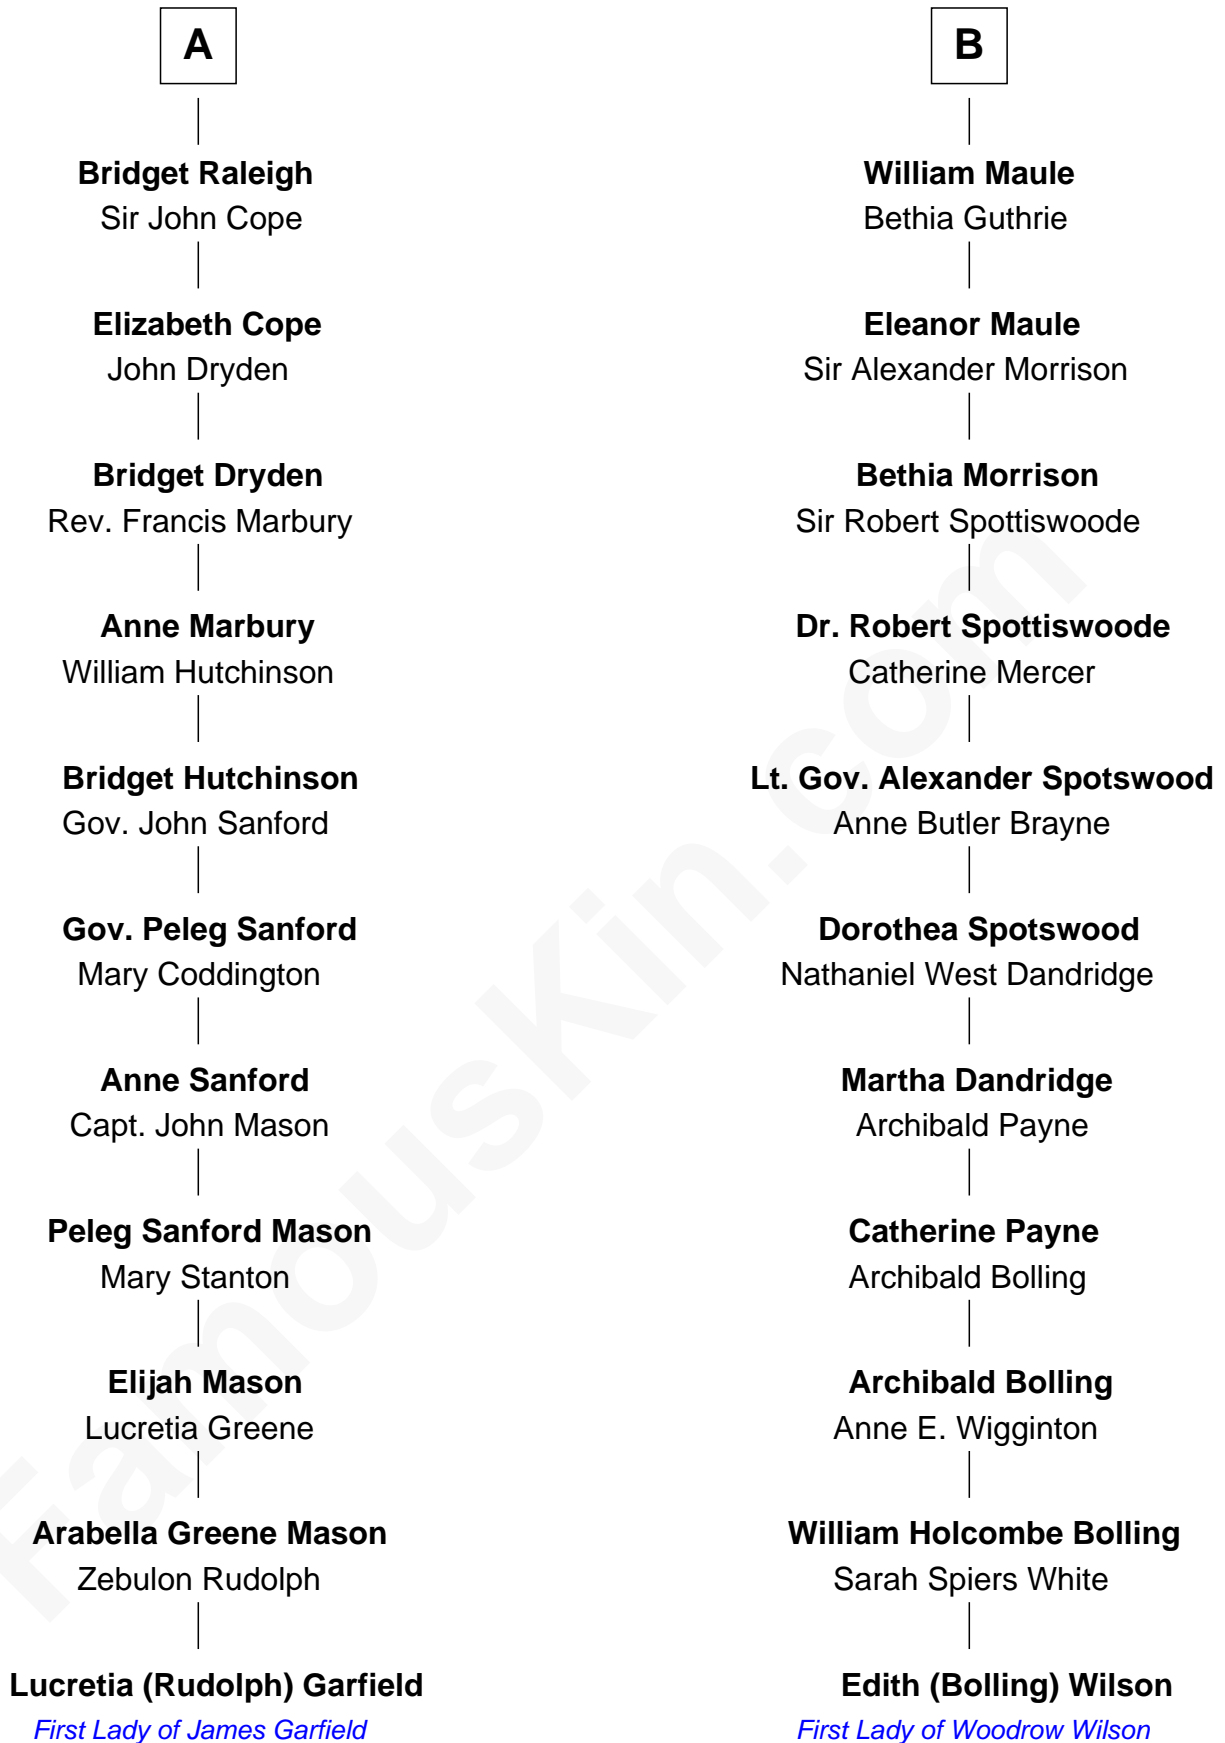 A
Bridget Raleigh
Sir John Cope
Elizabeth Cope
John Dryden
Bridget Dryden
Rev. Francis Marbury
Anne Marbury
William Hutchinson
Bridget Hutchinson
Gov. John Sanford
Gov. Peleg Sanford
Mary Coddington
Anne Sanford
Capt. John Mason
Peleg Sanford Mason
Mary Stanton
Elijah Mason
Lucretia Greene
Arabella Greene Mason
Zebulon Rudolph
Lucretia (Rudolph) Garfield
First Lady of James Garfield
B
William Maule
Bethia Guthrie
Eleanor Maule
Sir Alexander Morrison
Bethia Morrison
Sir Robert Spottiswoode
Dr. Robert Spottiswoode
Catherine Mercer
Lt. Gov. Alexander Spotswood
Anne Butler Brayne
Dorothea Spotswood
Nathaniel West Dandridge
Martha Dandridge
Archibald Payne
Catherine Payne
Archibald Bolling
Archibald Bolling
Anne E. Wigginton
William Holcombe Bolling
Sarah Spiers White
Edith (Bolling) Wilson
First Lady of Woodrow Wilson
FamousKin.com